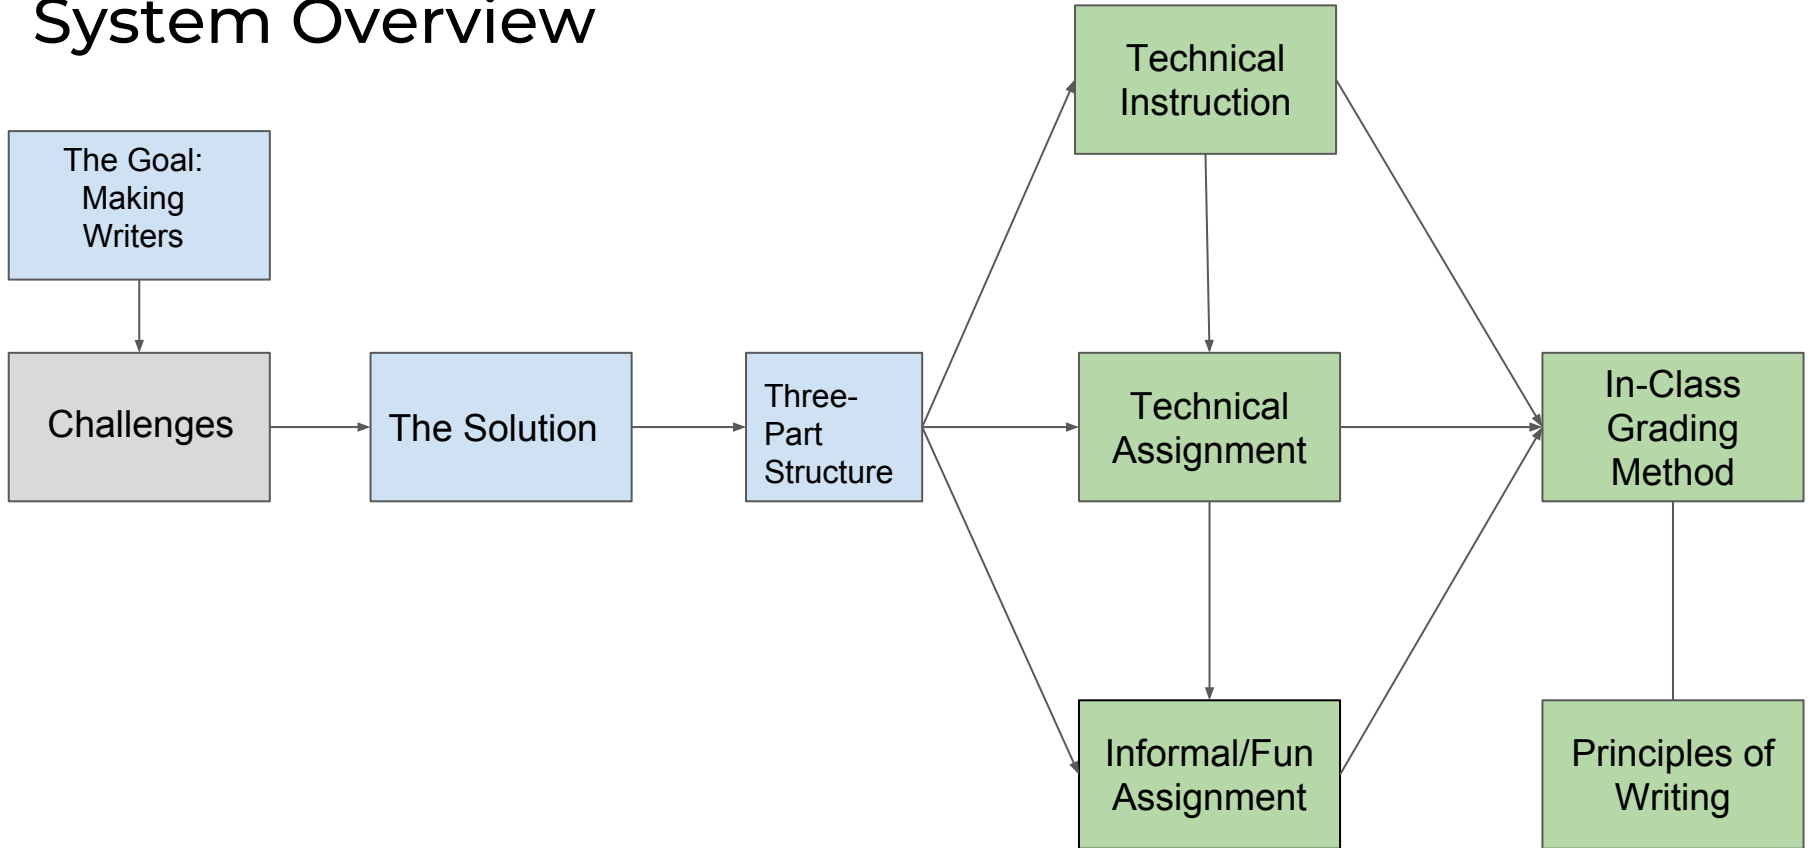 System Overview
The Goal:
Making
Writers
Challenges
The Solution
Three-
Part
Structure
Technical
Instruction
Technical
Assignment
Informal/Fun
Assignment
In-Class
Grading
Method
Principles of
Writing